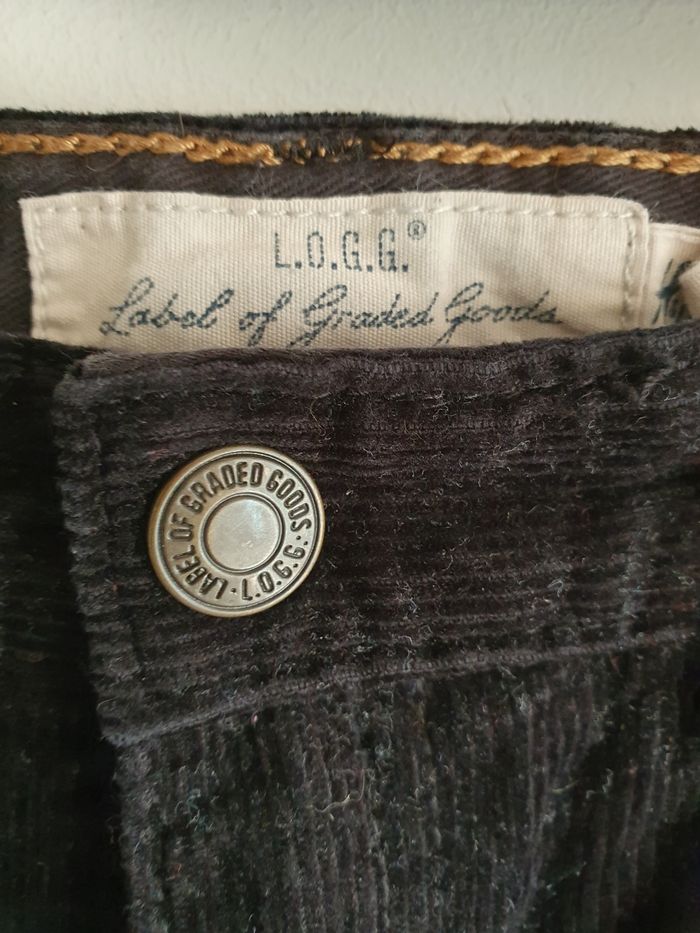 L.O.G.G.®
Label of Graded Goods
LABEL OF GRADED GOODS · L.O.G.G. ·